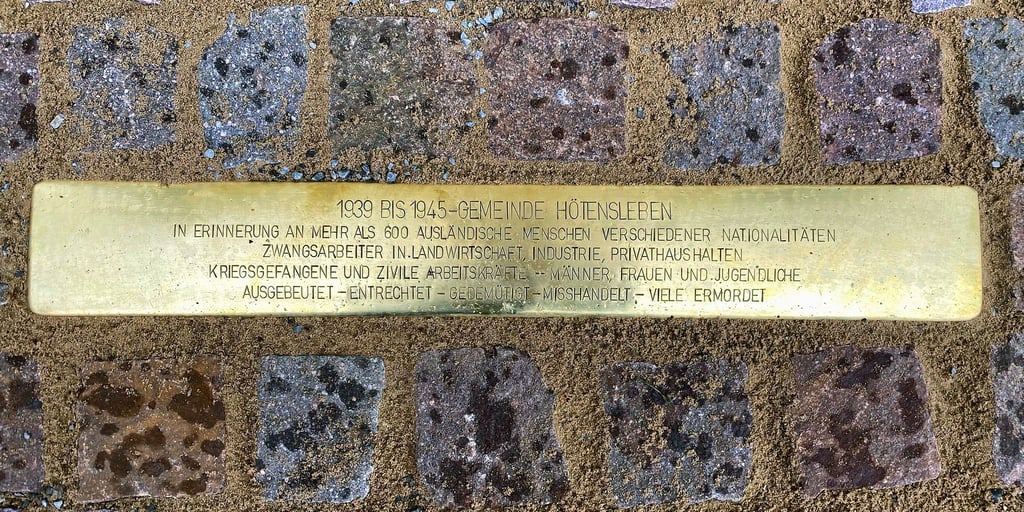 1939 BIS 1945–GEMEINDE HÖTENSLEBEN
IN ERINNERUNG AN MEHR ALS 600 AUSLÄNDISCHE MENSCHEN VERSCHIEDENER NATIONALITÄTEN
ZWANGSARBEITER IN LANDWIRTSCHAFT, INDUSTRIE, PRIVATHAUSHALTEN
KRIEGSGEFANGENE UND ZIVILE ARBEITSKRÄFTE – MÄNNER, FRAUEN UND JUGENDLICHE
AUSGEBEUTET – ENTRECHTET – GEDEMÜTIGT – MISSHANDELT – VIELE ERMORDET